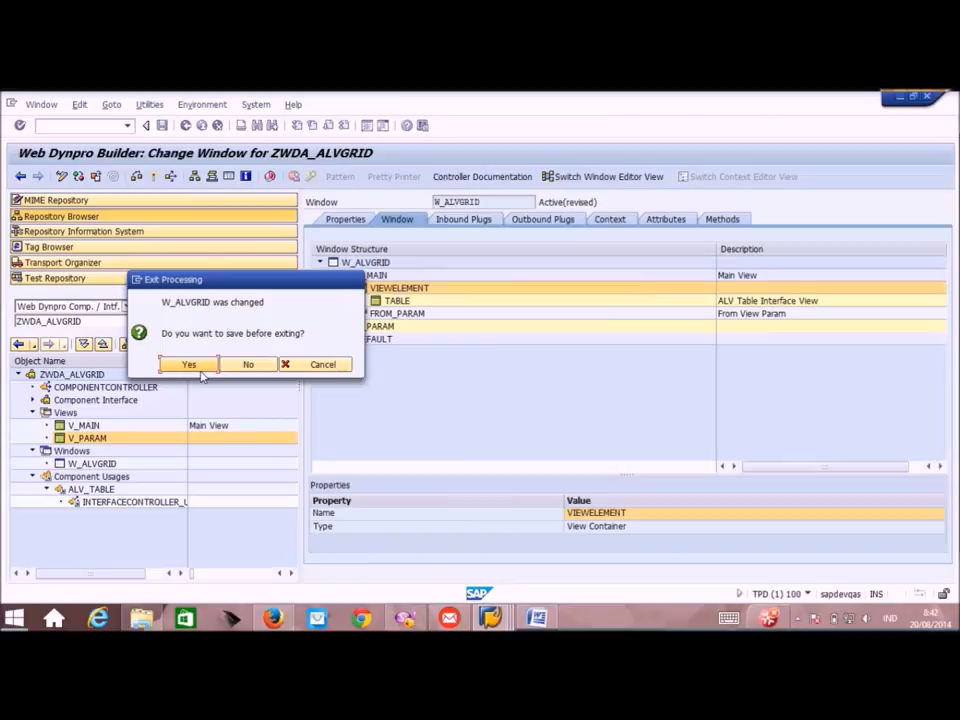 Window Edit Goto Utilities Environment System Help
Web Dynpro Builder: Change Window for ZWDA_ALVGRID
Pattern Pretty Printer Controller Documentation Switch Window Editor View Switch Context Editor View
MIME Repository
Repository Browser
Repository Information System
Tag Browser
Transport Organizer
Test Repository
Web Dynpro Comp. / Intf.
ZWDA_ALVGRID
Object Name
ZWDA_ALVGRID
COMPONENTCONTROLLER
Component Interface
Views
V_MAIN Main View
V_PARAM
Windows
W_ALVGRID
Component Usages
ALV_TABLE
INTERFACECONTROLLER_U
Window W_ALVGRID Active(revised)
Properties Window Inbound Plugs Outbound Plugs Context Attributes Methods
Window Structure Description
W_ALVGRID
MAIN Main View
VIEWELEMENT
TABLE ALV Table Interface View
FROM_PARAM From View Param
PARAM
FAULT
Properties
Property Value
Name VIEWELEMENT
Type View Container
Exit Processing
W_ALVGRID was changed
Do you want to save before exiting?
Yes No Cancel
SAP
TPD (1) 100 sapdevqas INS
IND
8:42
20/08/2014